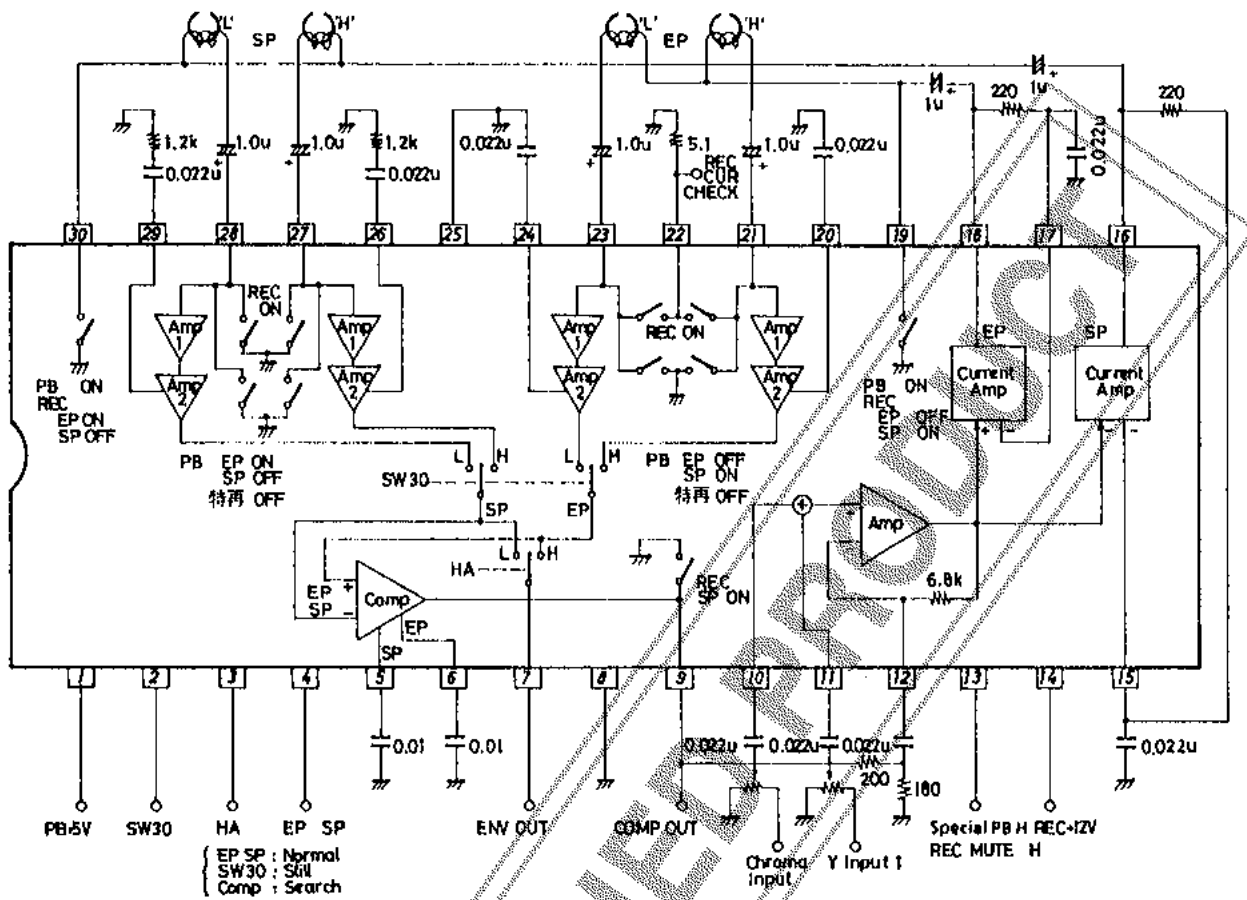 'L' SP 'H' 'L' EP 'H'
1u + 1u +
220 220
1.2k 1.0u 1.0u 1.2k 0.022u 1.0u 5.1 1.0u 0.022u 0.022u
0.022u 0.022u
REC
CUR
CHECK
30 29 28 27 26 25 24 23 22 21 20 19 18 17 16
REC
ON
Amp
1
Amp
1
Amp
1
REC ON
Amp
1
Amp
2
Amp
2
Amp
2
Amp
2
EP
Current
Amp
SP
Current
Amp
PB ON
REC
EP ON
SP OFF
PB ON
REC
EP OFF
SP ON
PB EP ON
SP OFF
特再 OFF
L H
SW30
L H
PB EP OFF
SP ON
特再 OFF
SP EP
L H
HA
EP +
SP -
Comp
EP
SP
REC
SP ON
Amp
6.8k
1 2 3 4 5 6 7 8 9 10 11 12 13 14 15
0.01 0.01 0.022u 0.022u 0.022u 0.022u
200
180
PB+5V SW30 HA EP SP ENV OUT COMP OUT
Special PB H REC+12V
REC MUTE H
EP SP : Normal
SW30 : Still
Comp : Search
Chroma
Input
Y Input 1
NED PRODUCT